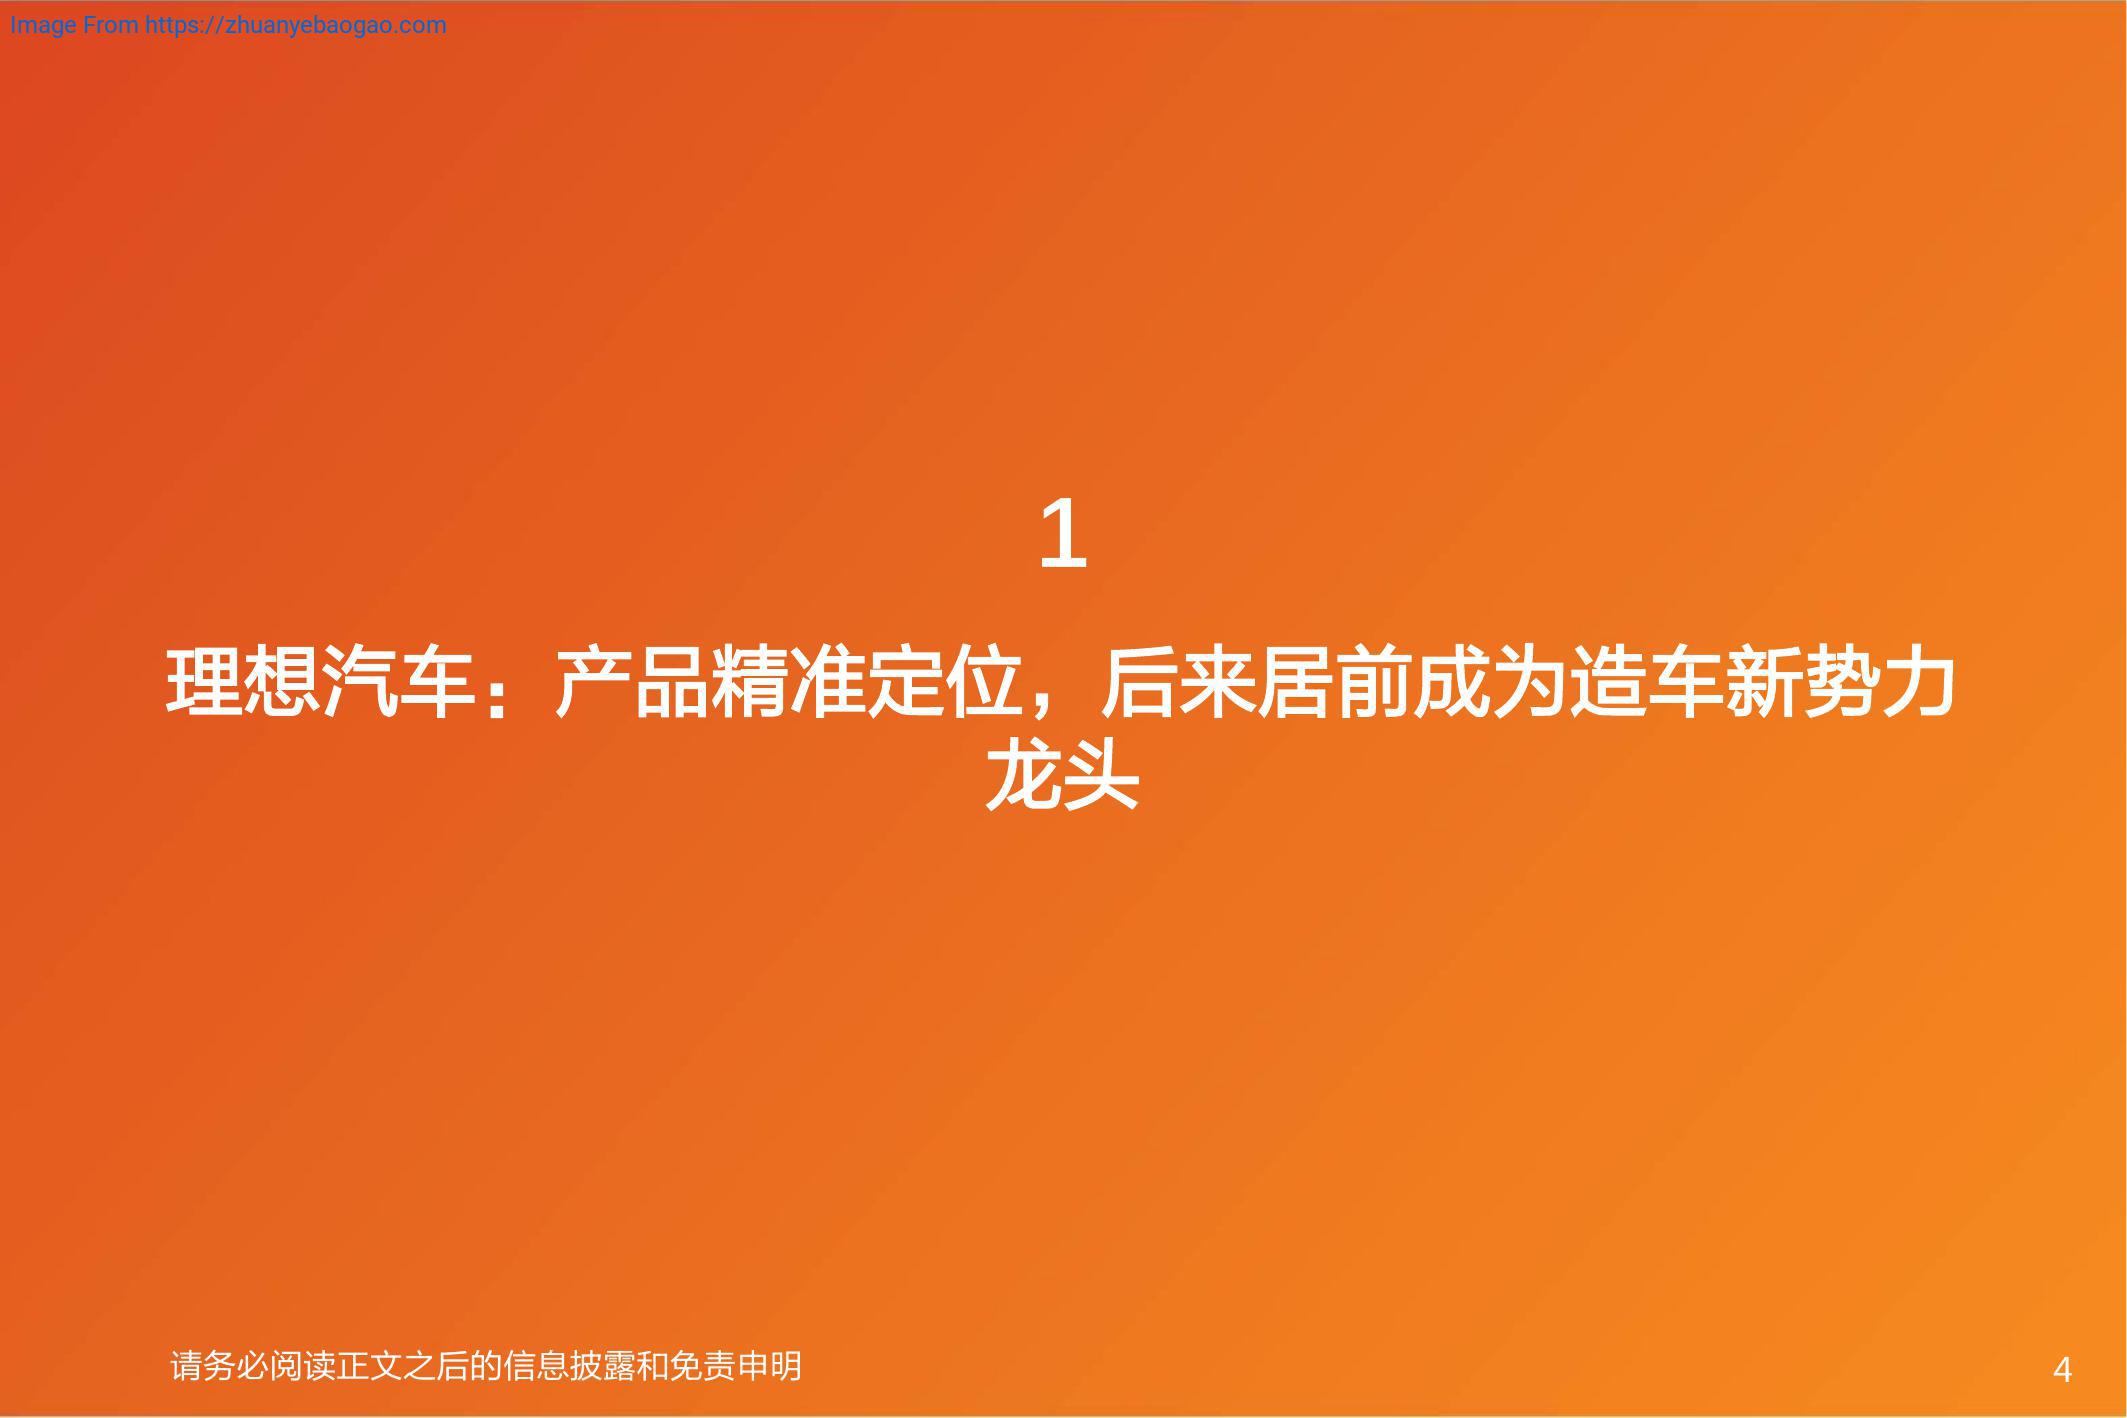 Image From https://zhuanyebaogao.com
1
理想汽车：产品精准定位，后来居前成为造车新势力
龙头
请务必阅读正文之后的信息披露和免责申明
4